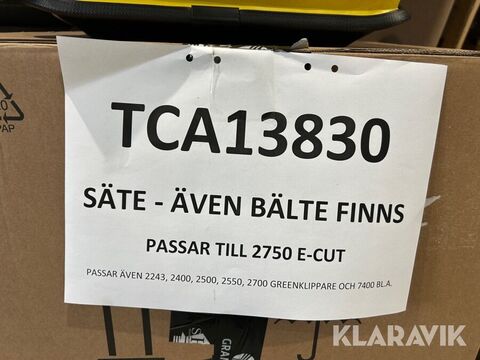 TCA13830
SÄTE - ÄVEN BÄLTE FINNS
PASSAR TILL 2750 E-CUT
PASSAR ÄVEN 2243, 2400, 2500, 2550, 2700 GREENKLIPPARE OCH 7400 BL.A.
PAP
KLARAVIK